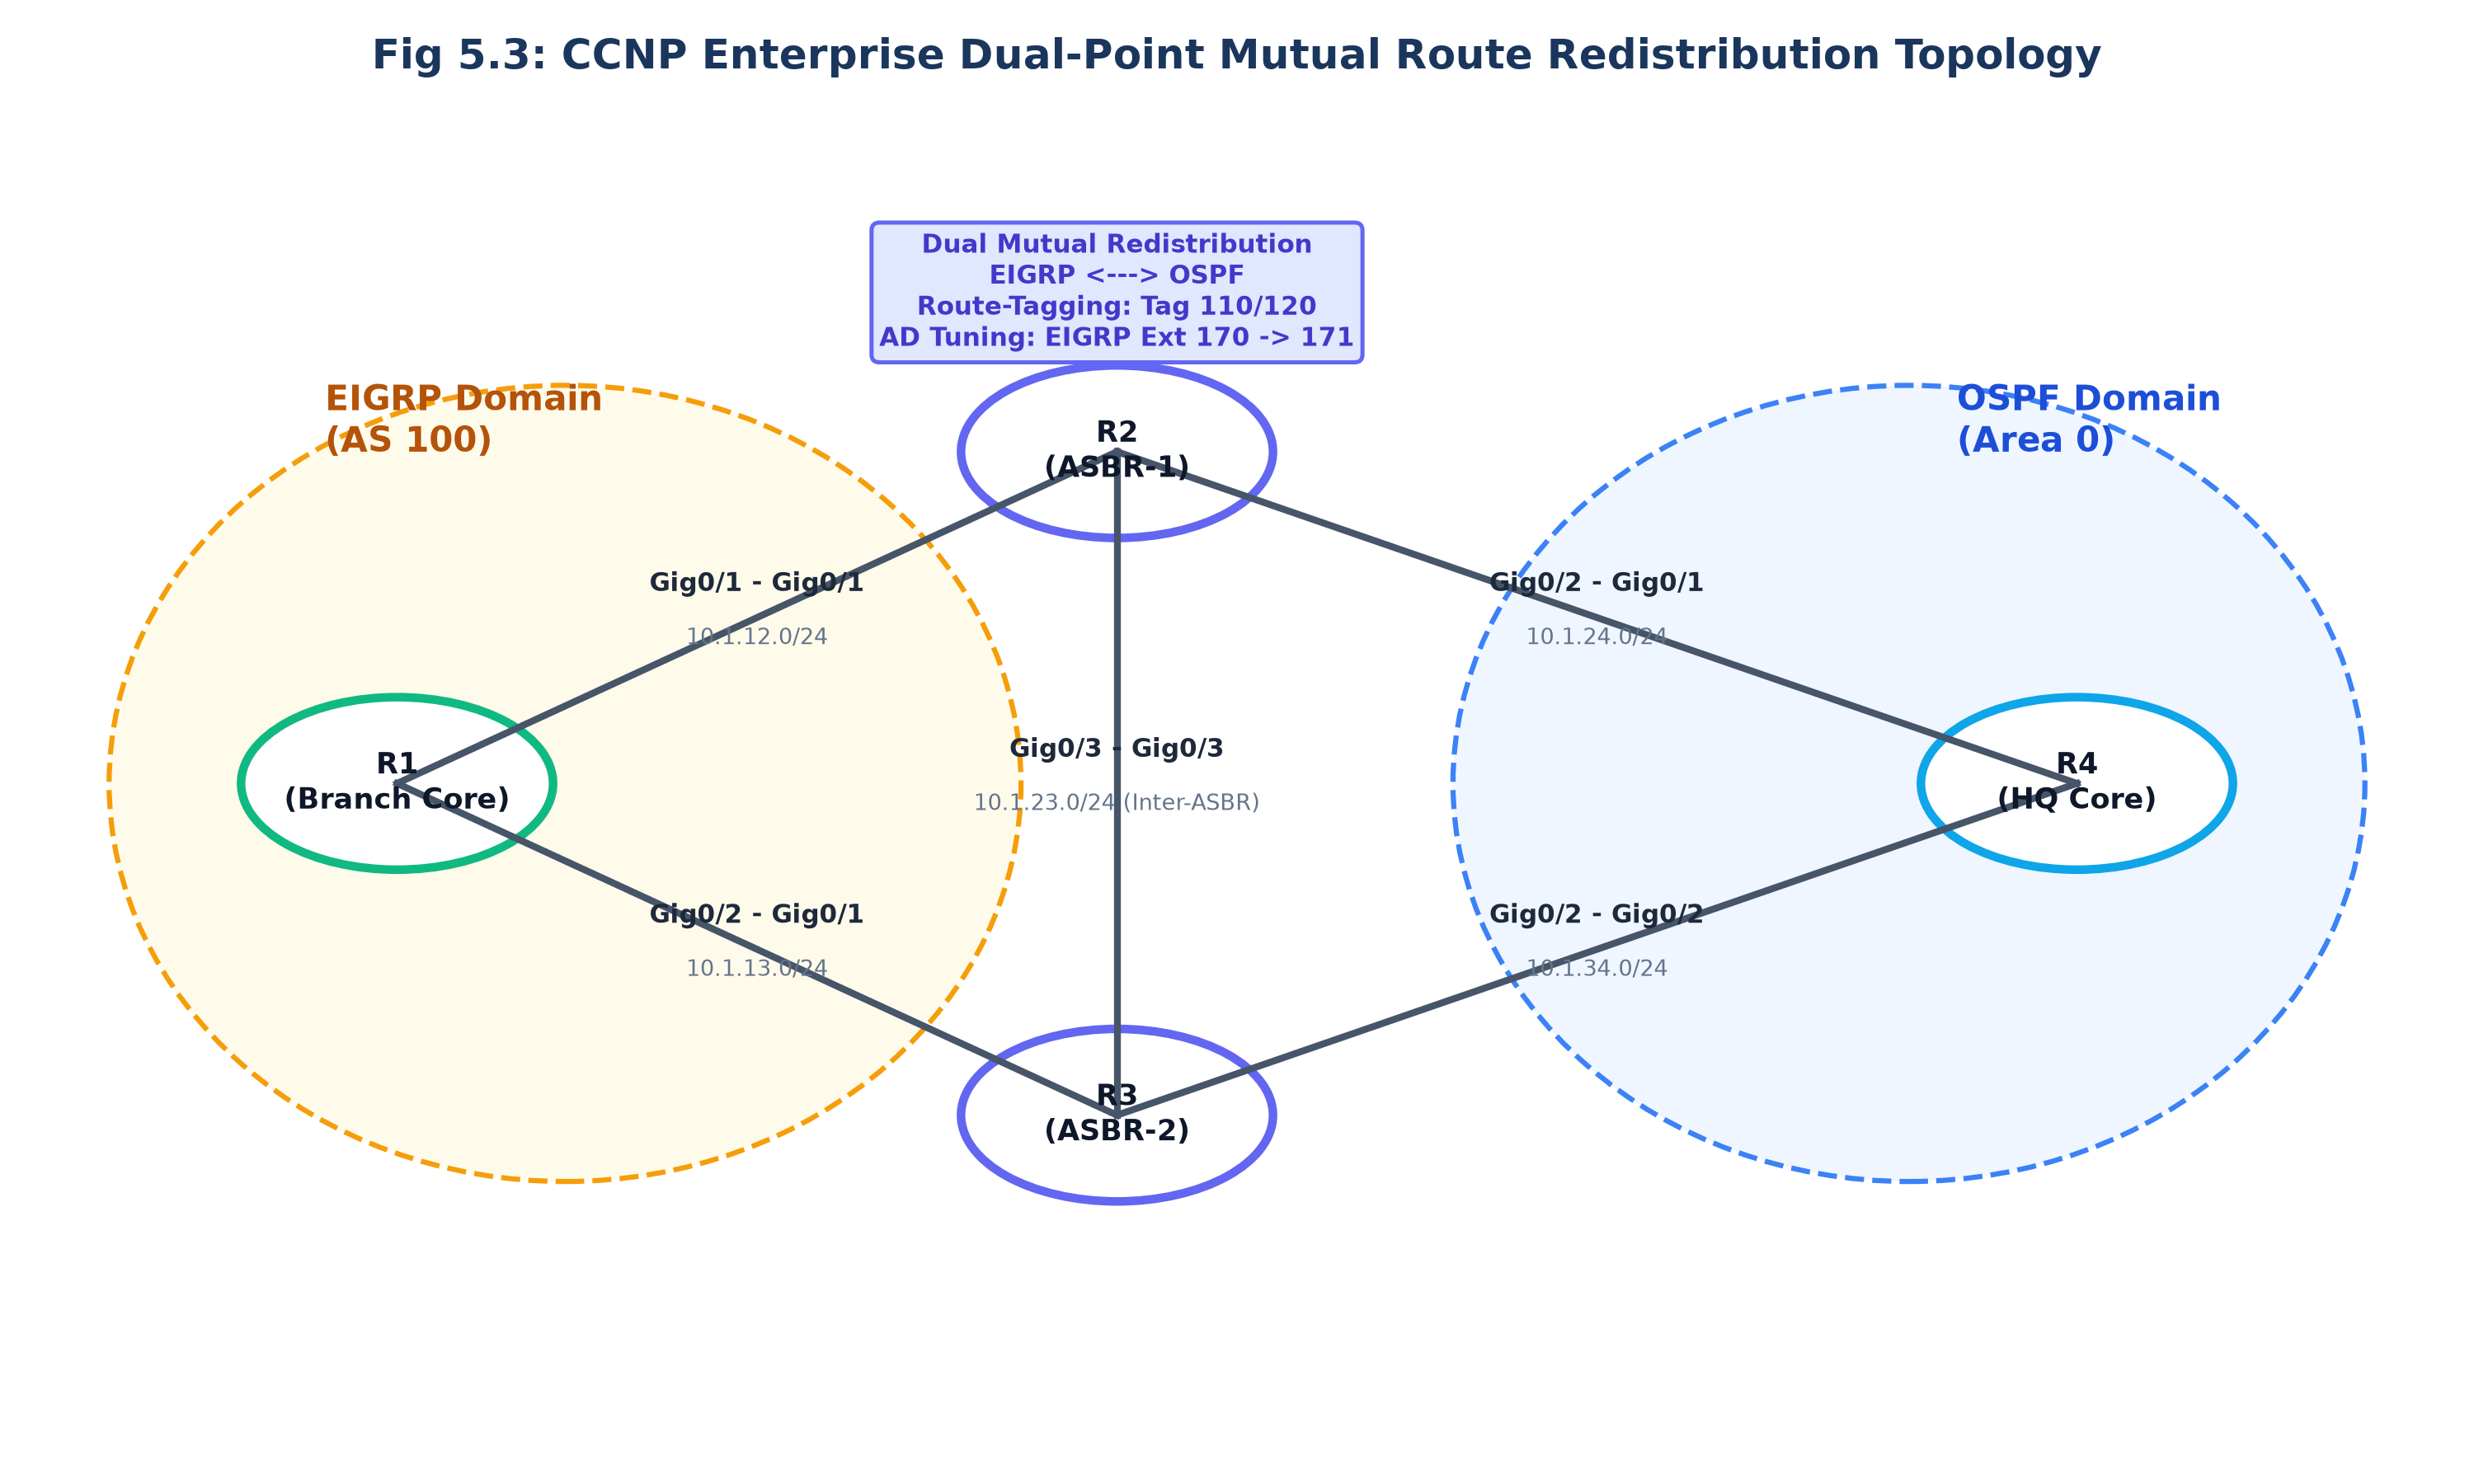 Fig 5.3: CCNP Enterprise Dual-Point Mutual Route Redistribution Topology
Dual Mutual Redistribution
EIGRP <---> OSPF
Route-Tagging: Tag 110/120
AD Tuning: EIGRP Ext 170 -> 171
EIGRP Domain
(AS 100)
OSPF Domain
(Area 0)
R2
(ASBR-1)
Gig0/1 - Gig0/1
10.1.12.0/24
Gig0/2 - Gig0/1
10.1.24.0/24
R1
(Branch Core)
Gig0/3 - Gig0/3
10.1.23.0/24 (Inter-ASBR)
R4
(HQ Core)
Gig0/2 - Gig0/1
10.1.13.0/24
Gig0/2 - Gig0/2
10.1.34.0/24
R3
(ASBR-2)